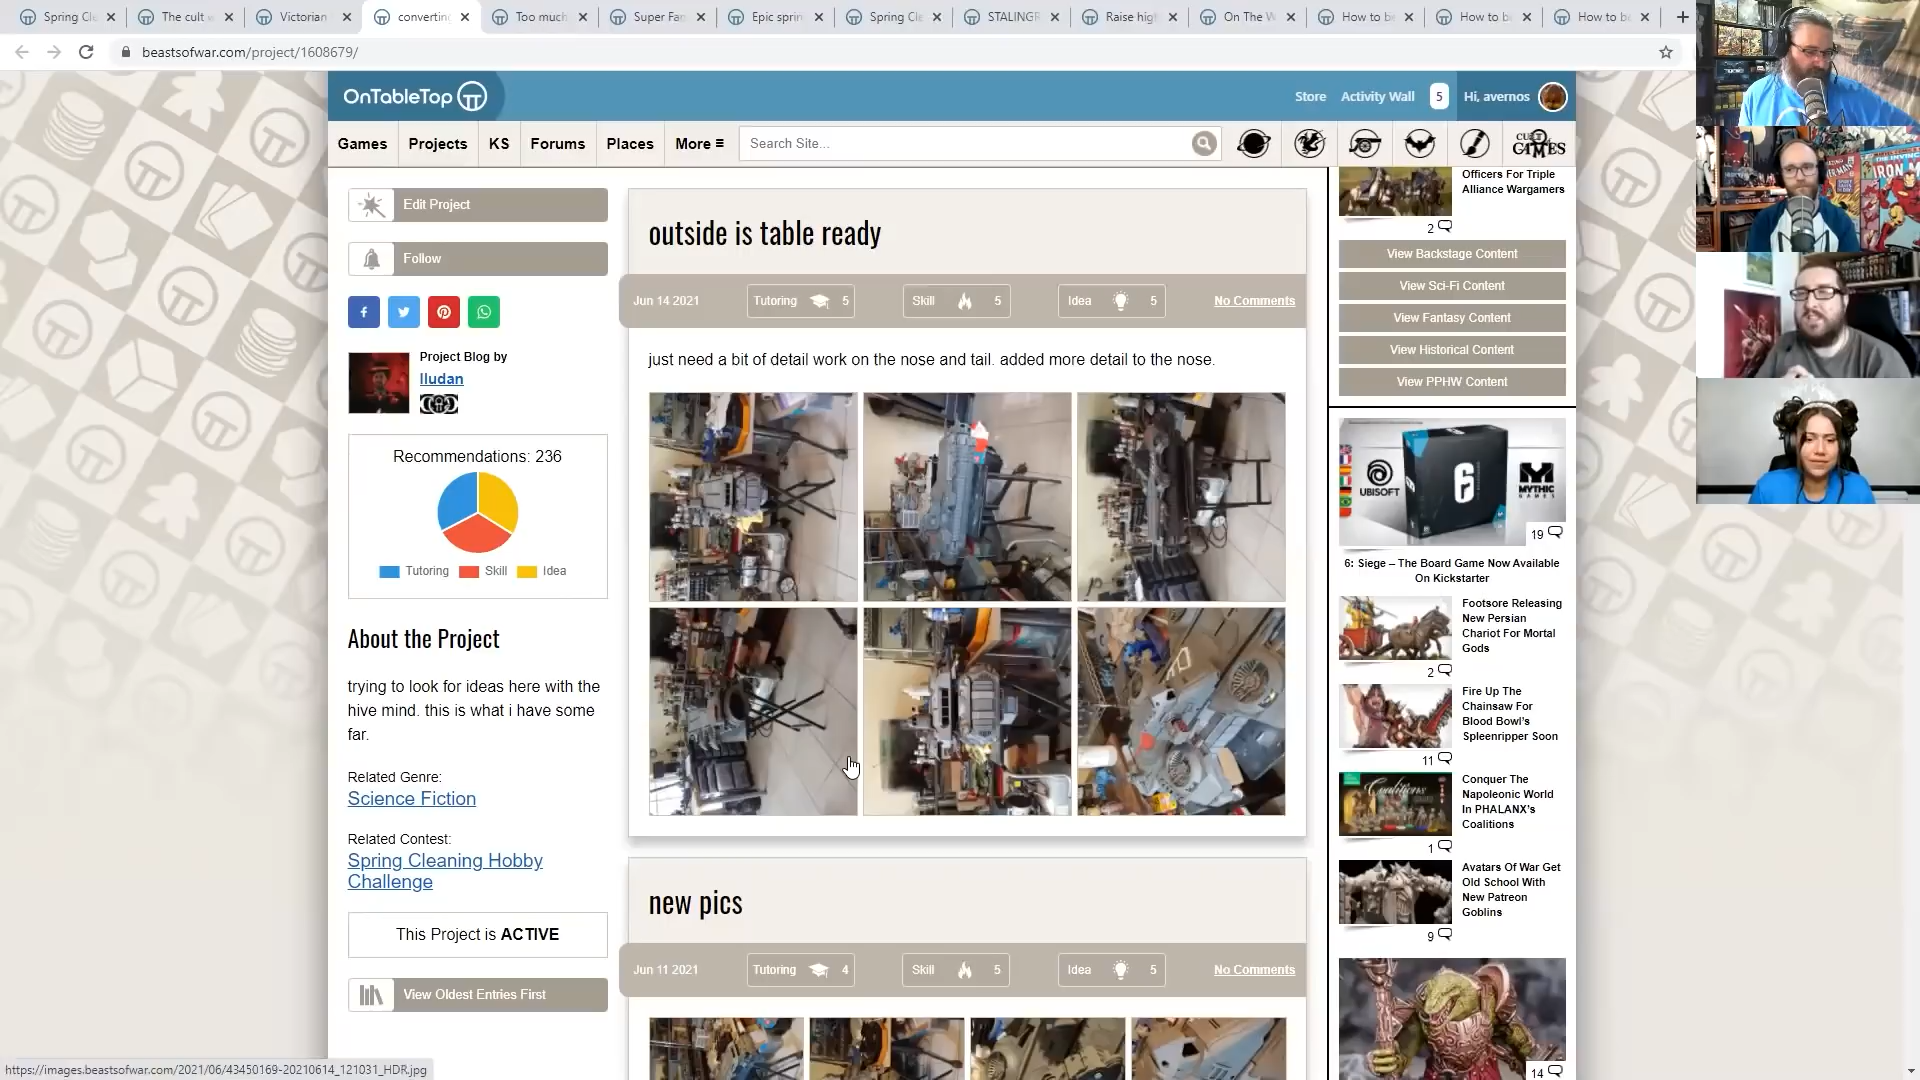 Spring Cl
The cult
Victorian
convertin
Too much
Super Fa
Epic sprin
Spring Cle
STALINGR
Raise hig
On The W
How to b
How to b
How to b
beastsofwar.com/project/1608679/
OnTableTop
Store
Activity Wall
5
Hi, avernos
Games
Projects
KS
Forums
Places
More ≡
Search Site...
CULT OF GAMES
Edit Project
Follow
Project Blog by
lludan
Recommendations: 236
Tutoring
Skill
Idea
About the Project
trying to look for ideas here with the
hive mind. this is what i have some
far.
Related Genre:
Science Fiction
Related Contest:
Spring Cleaning Hobby
Challenge
This Project is ACTIVE
View Oldest Entries First
outside is table ready
Jun 14 2021
Tutoring 5
Skill 5
Idea 5
No Comments
just need a bit of detail work on the nose and tail. added more detail to the nose.
new pics
Jun 11 2021
Tutoring 4
Skill 5
Idea 5
No Comments
Officers For Triple
Alliance Wargamers
2
View Backstage Content
View Sci-Fi Content
View Fantasy Content
View Historical Content
View PPHW Content
UBISOFT
6
MYTHIC
GAMES
19
6: Siege – The Board Game Now Available
On Kickstarter
Footsore Releasing
New Persian
Chariot For Mortal
Gods
2
Fire Up The
Chainsaw For
Blood Bowl's
Spleenripper Soon
11
Coalitions
Conquer The
Napoleonic World
In PHALANX's
Coalitions
1
Avatars Of War Get
Old School With
New Patreon
Goblins
9
14
INVINCIBLE
IRON M
https://images.beastsofwar.com/2021/06/43450169-20210614_121031_HDR.jpg